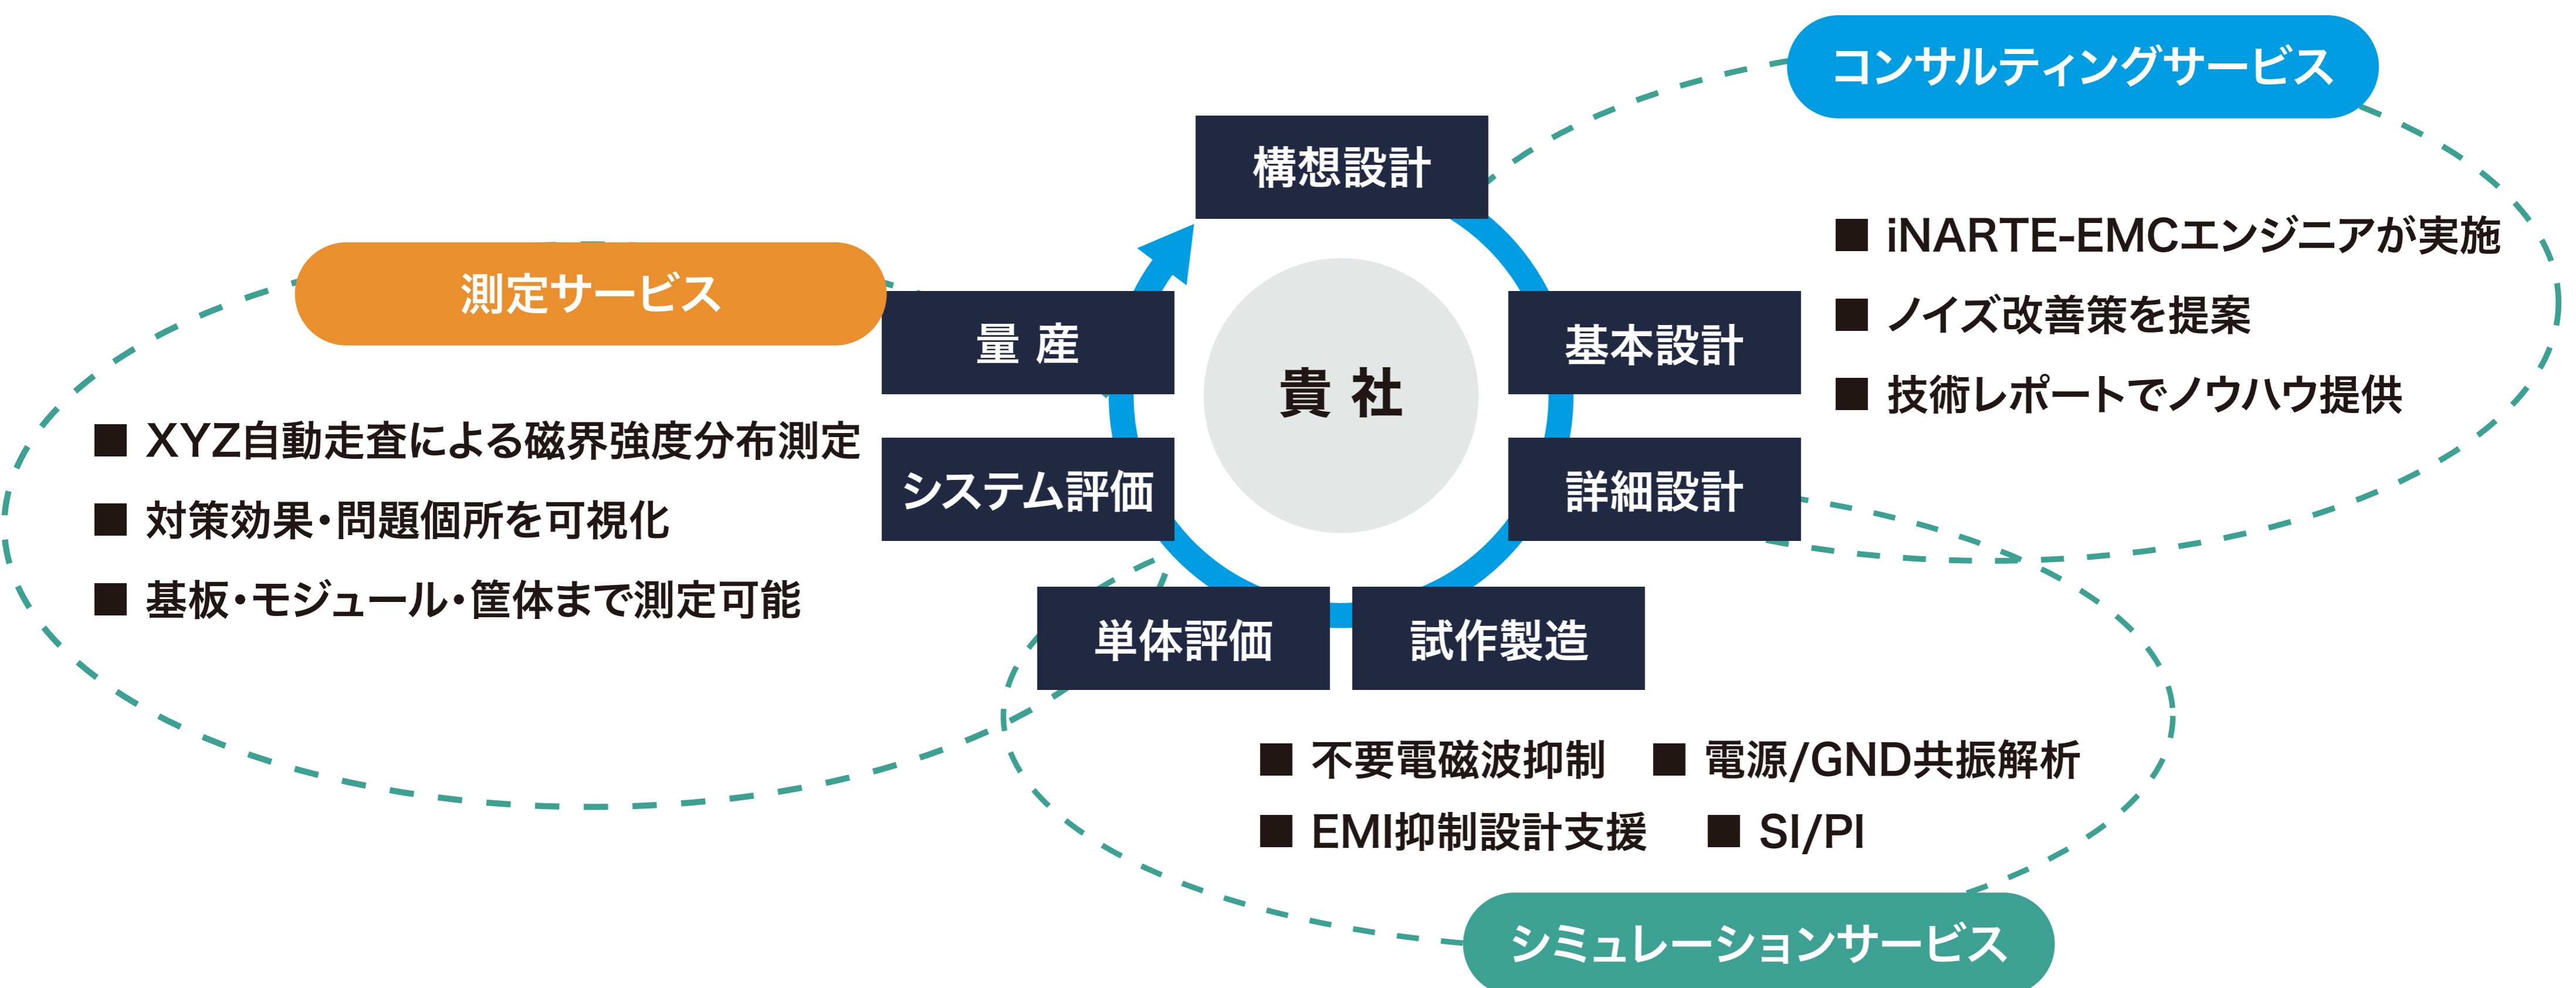 コンサルティングサービス
■ iNARTE-EMCエンジニアが実施
■ ノイズ改善策を提案
■ 技術レポートでノウハウ提供
構想設計
基本設計
詳細設計
試作製造
単体評価
システム評価
量 産
貴 社
測定サービス
■ XYZ自動走査による磁界強度分布測定
■ 対策効果・問題個所を可視化
■ 基板・モジュール・筐体まで測定可能
■ 不要電磁波抑制 ■ 電源/GND共振解析
■ EMI抑制設計支援 ■ SI/PI
シミュレーションサービス